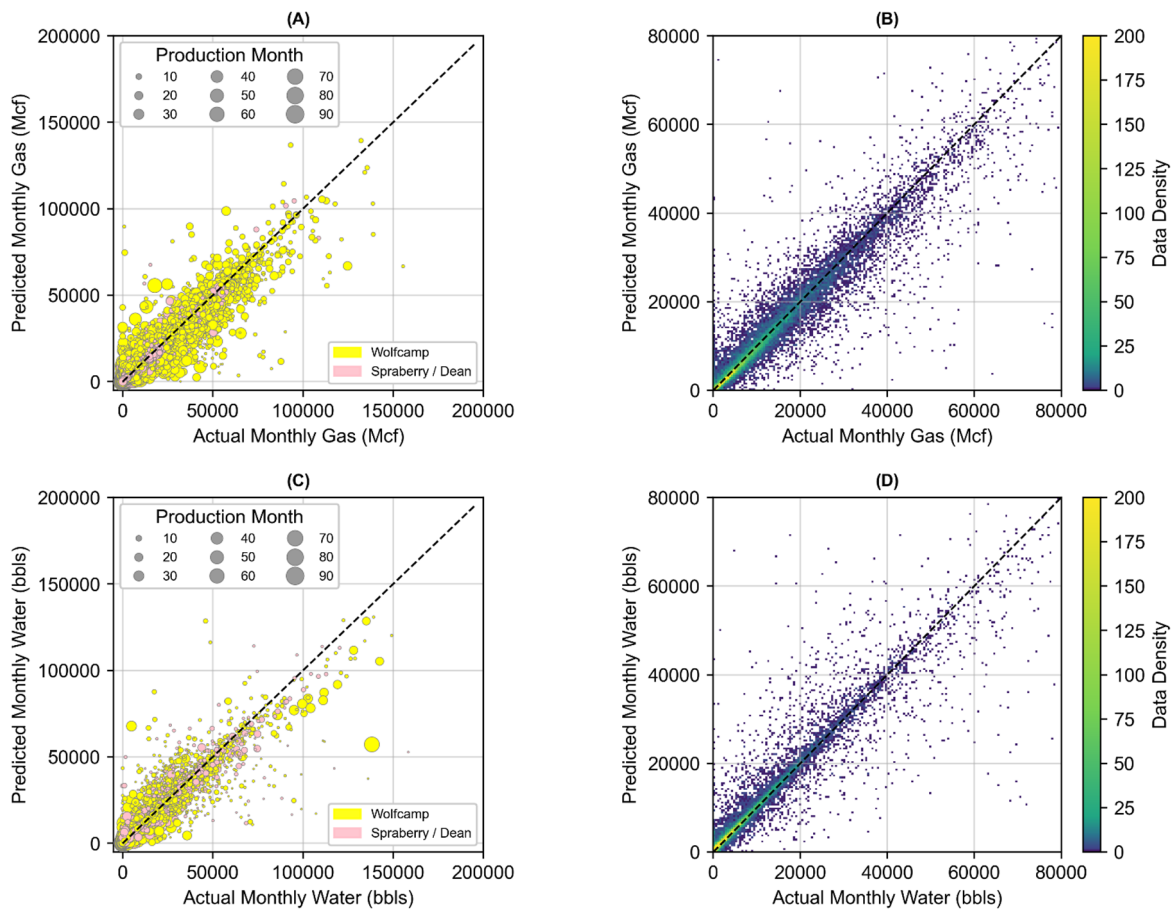 (A)
200000
150000
100000
50000
0
Predicted Monthly Gas (Mcf)
Production Month
10 40 70
20 50 80
30 60 90
Wolfcamp
Spraberry / Dean
0 50000 100000 150000 200000
Actual Monthly Gas (Mcf)
(B)
80000
60000
40000
20000
0
Predicted Monthly Gas (Mcf)
0 20000 40000 60000 80000
Actual Monthly Gas (Mcf)
200
175
150
125
100
75
50
25
0
Data Density
(C)
200000
150000
100000
50000
0
Predicted Monthly Water (bbls)
Production Month
10 40 70
20 50 80
30 60 90
Wolfcamp
Spraberry / Dean
0 50000 100000 150000 200000
Actual Monthly Water (bbls)
(D)
80000
60000
40000
20000
0
Predicted Monthly Water (bbls)
0 20000 40000 60000 80000
Actual Monthly Water (bbls)
200
175
150
125
100
75
50
25
0
Data Density